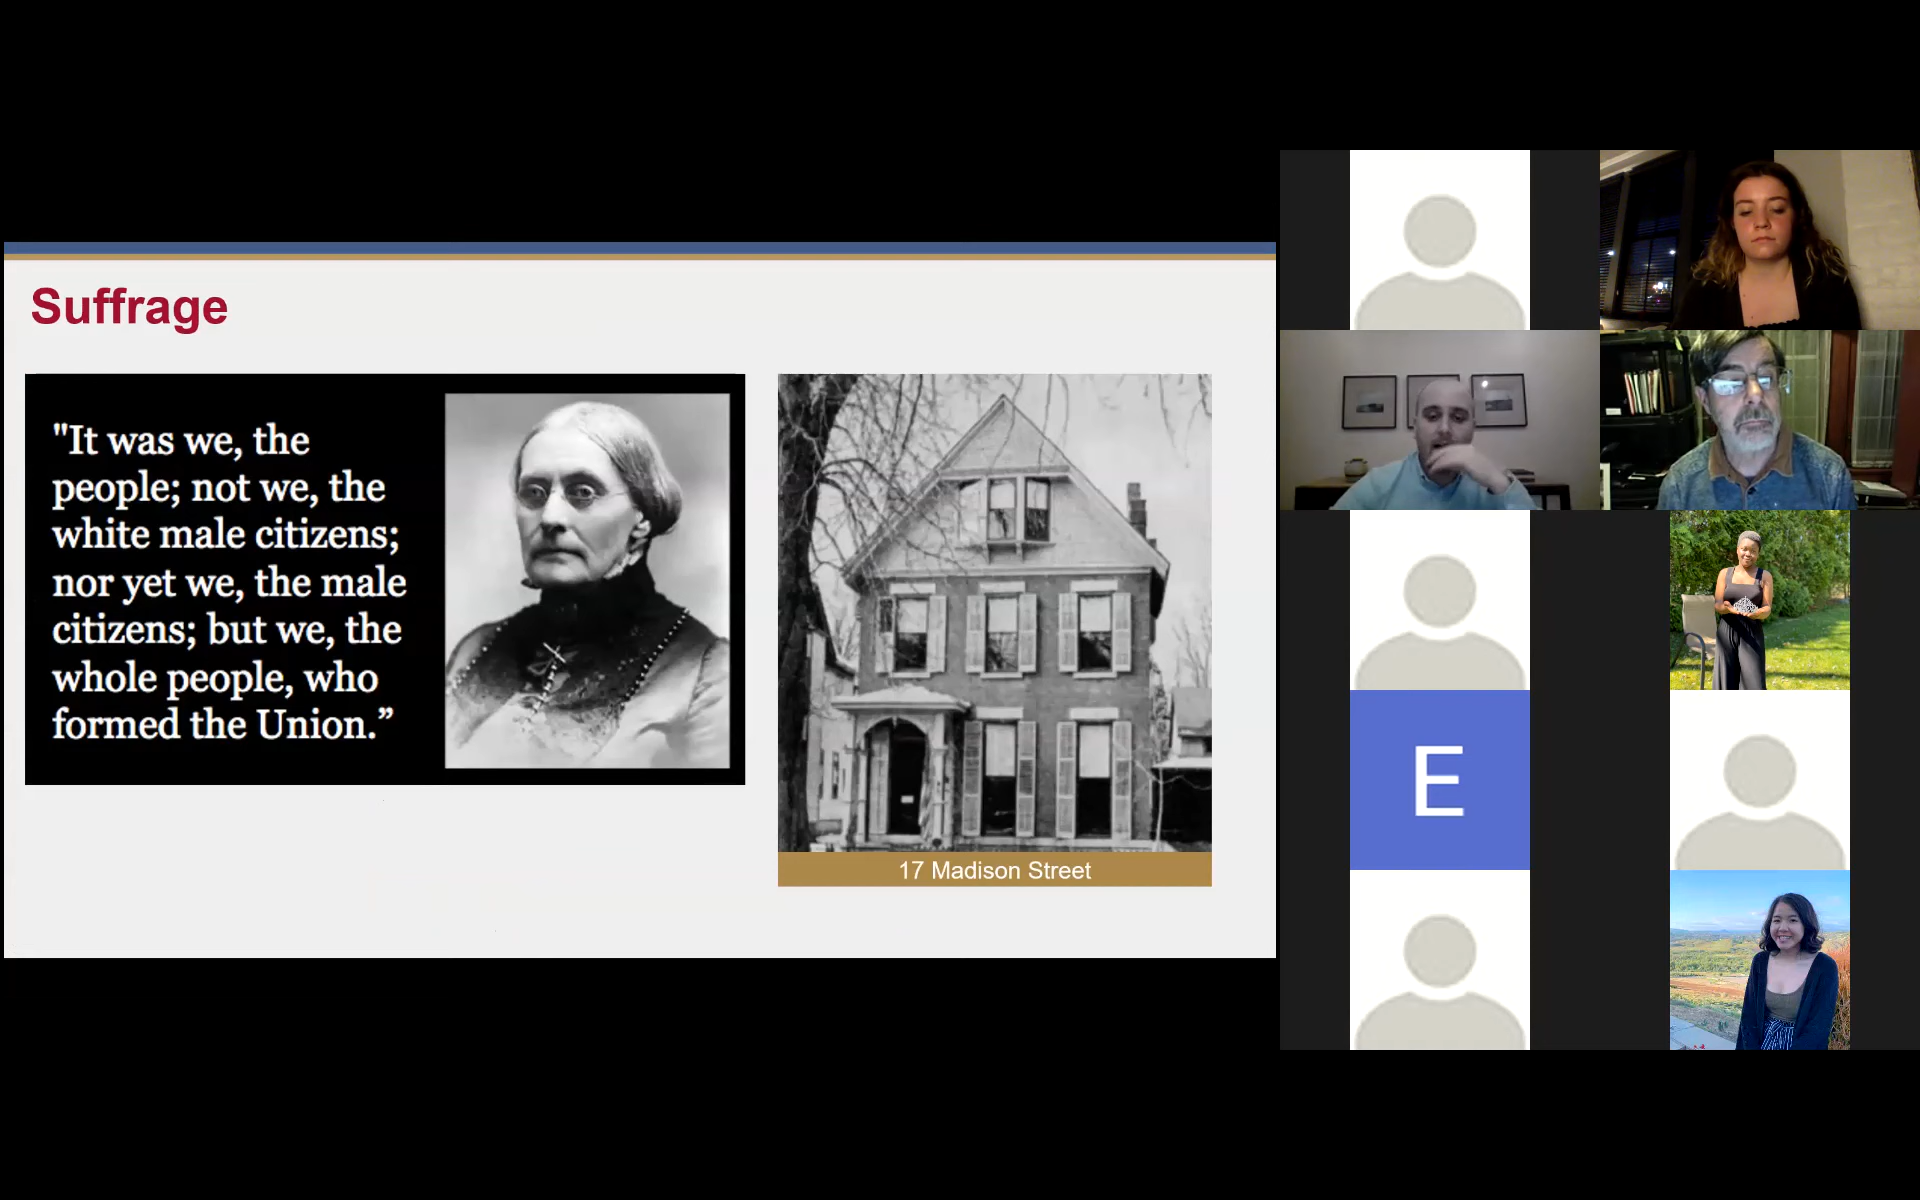 Suffrage
"It was we, the
people; not we, the
white male citizens;
nor yet we, the male
citizens; but we, the
whole people, who
formed the Union.”
17 Madison Street
E